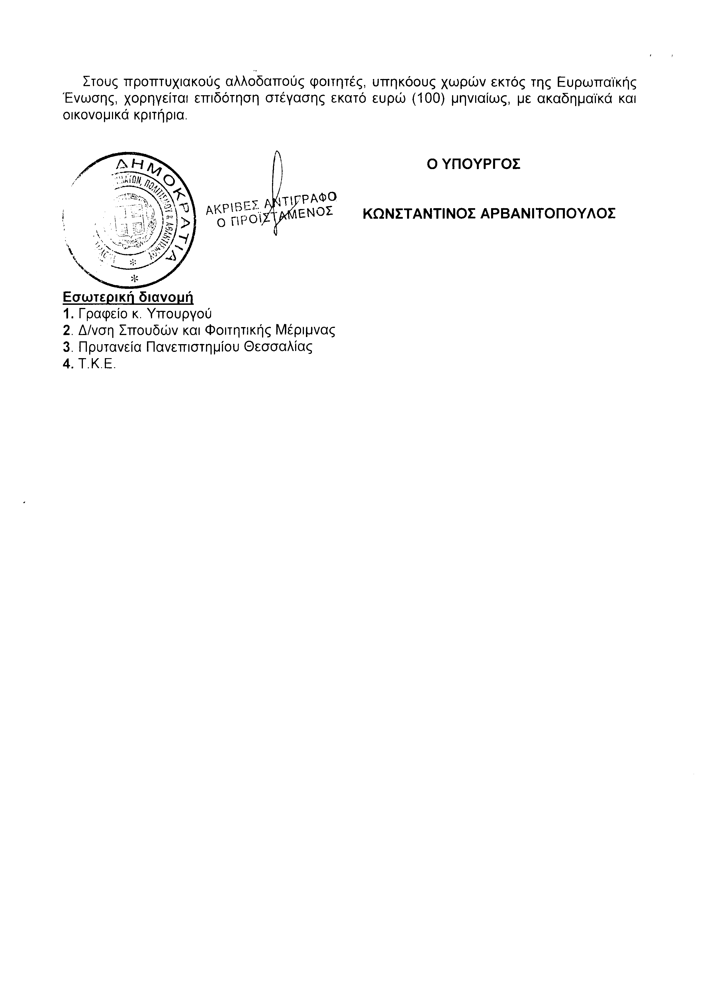 Στους προπτυχιακούς αλλοδαπούς φοιτητές, υπηκόους χωρών εκτός της Ευρωπαϊκής
Ένωσης, χορηγείται επιδότηση στέγασης εκατό ευρώ (100) μηνιαίως, με ακαδημαϊκά και
οικονομικά κριτήρια.
Ο ΥΠΟΥΡΓΟΣ
ΔΗΜΟΚΡΑΤΙΑ
ΠΟΛΙΤΙΣΜΟΥ & ΑΘΛΗΤΙΣΜΟΥ
ΑΚΡΙΒΕΣ ΑΝΤΙΓΡΑΦΟ
Ο ΠΡΟΪΣΤΑΜΕΝΟΣ
ΚΩΝΣΤΑΝΤΙΝΟΣ ΑΡΒΑΝΙΤΟΠΟΥΛΟΣ
Εσωτερική διανομή
1. Γραφείο κ. Υπουργού
2. Δ/νση Σπουδών και Φοιτητικής Μέριμνας
3. Πρυτανεία Πανεπιστημίου Θεσσαλίας
4. Τ.Κ.Ε.